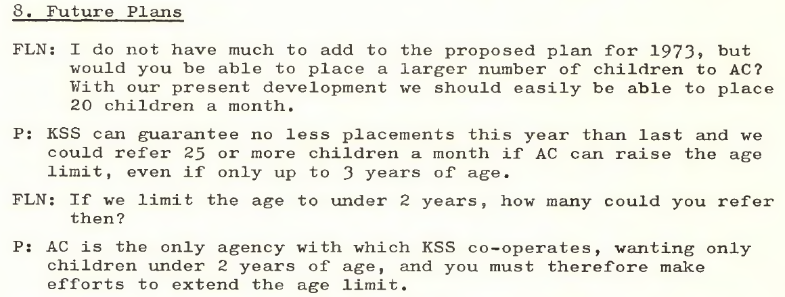 8. Future Plans
FLN: I do not have much to add to the proposed plan for 1973, but
would you be able to place a larger number of children to AC?
With our present development we should easily be able to place
20 children a month.
P: KSS can guarantee no less placements this year than last and we
could refer 25 or more children a month if AC can raise the age
limit, even if only up to 3 years of age.
FLN: If we limit the age to under 2 years, how many could you refer
then?
P: AC is the only agency with which KSS co-operates, wanting only
children under 2 years of age, and you must therefore make
efforts to extend the age limit.